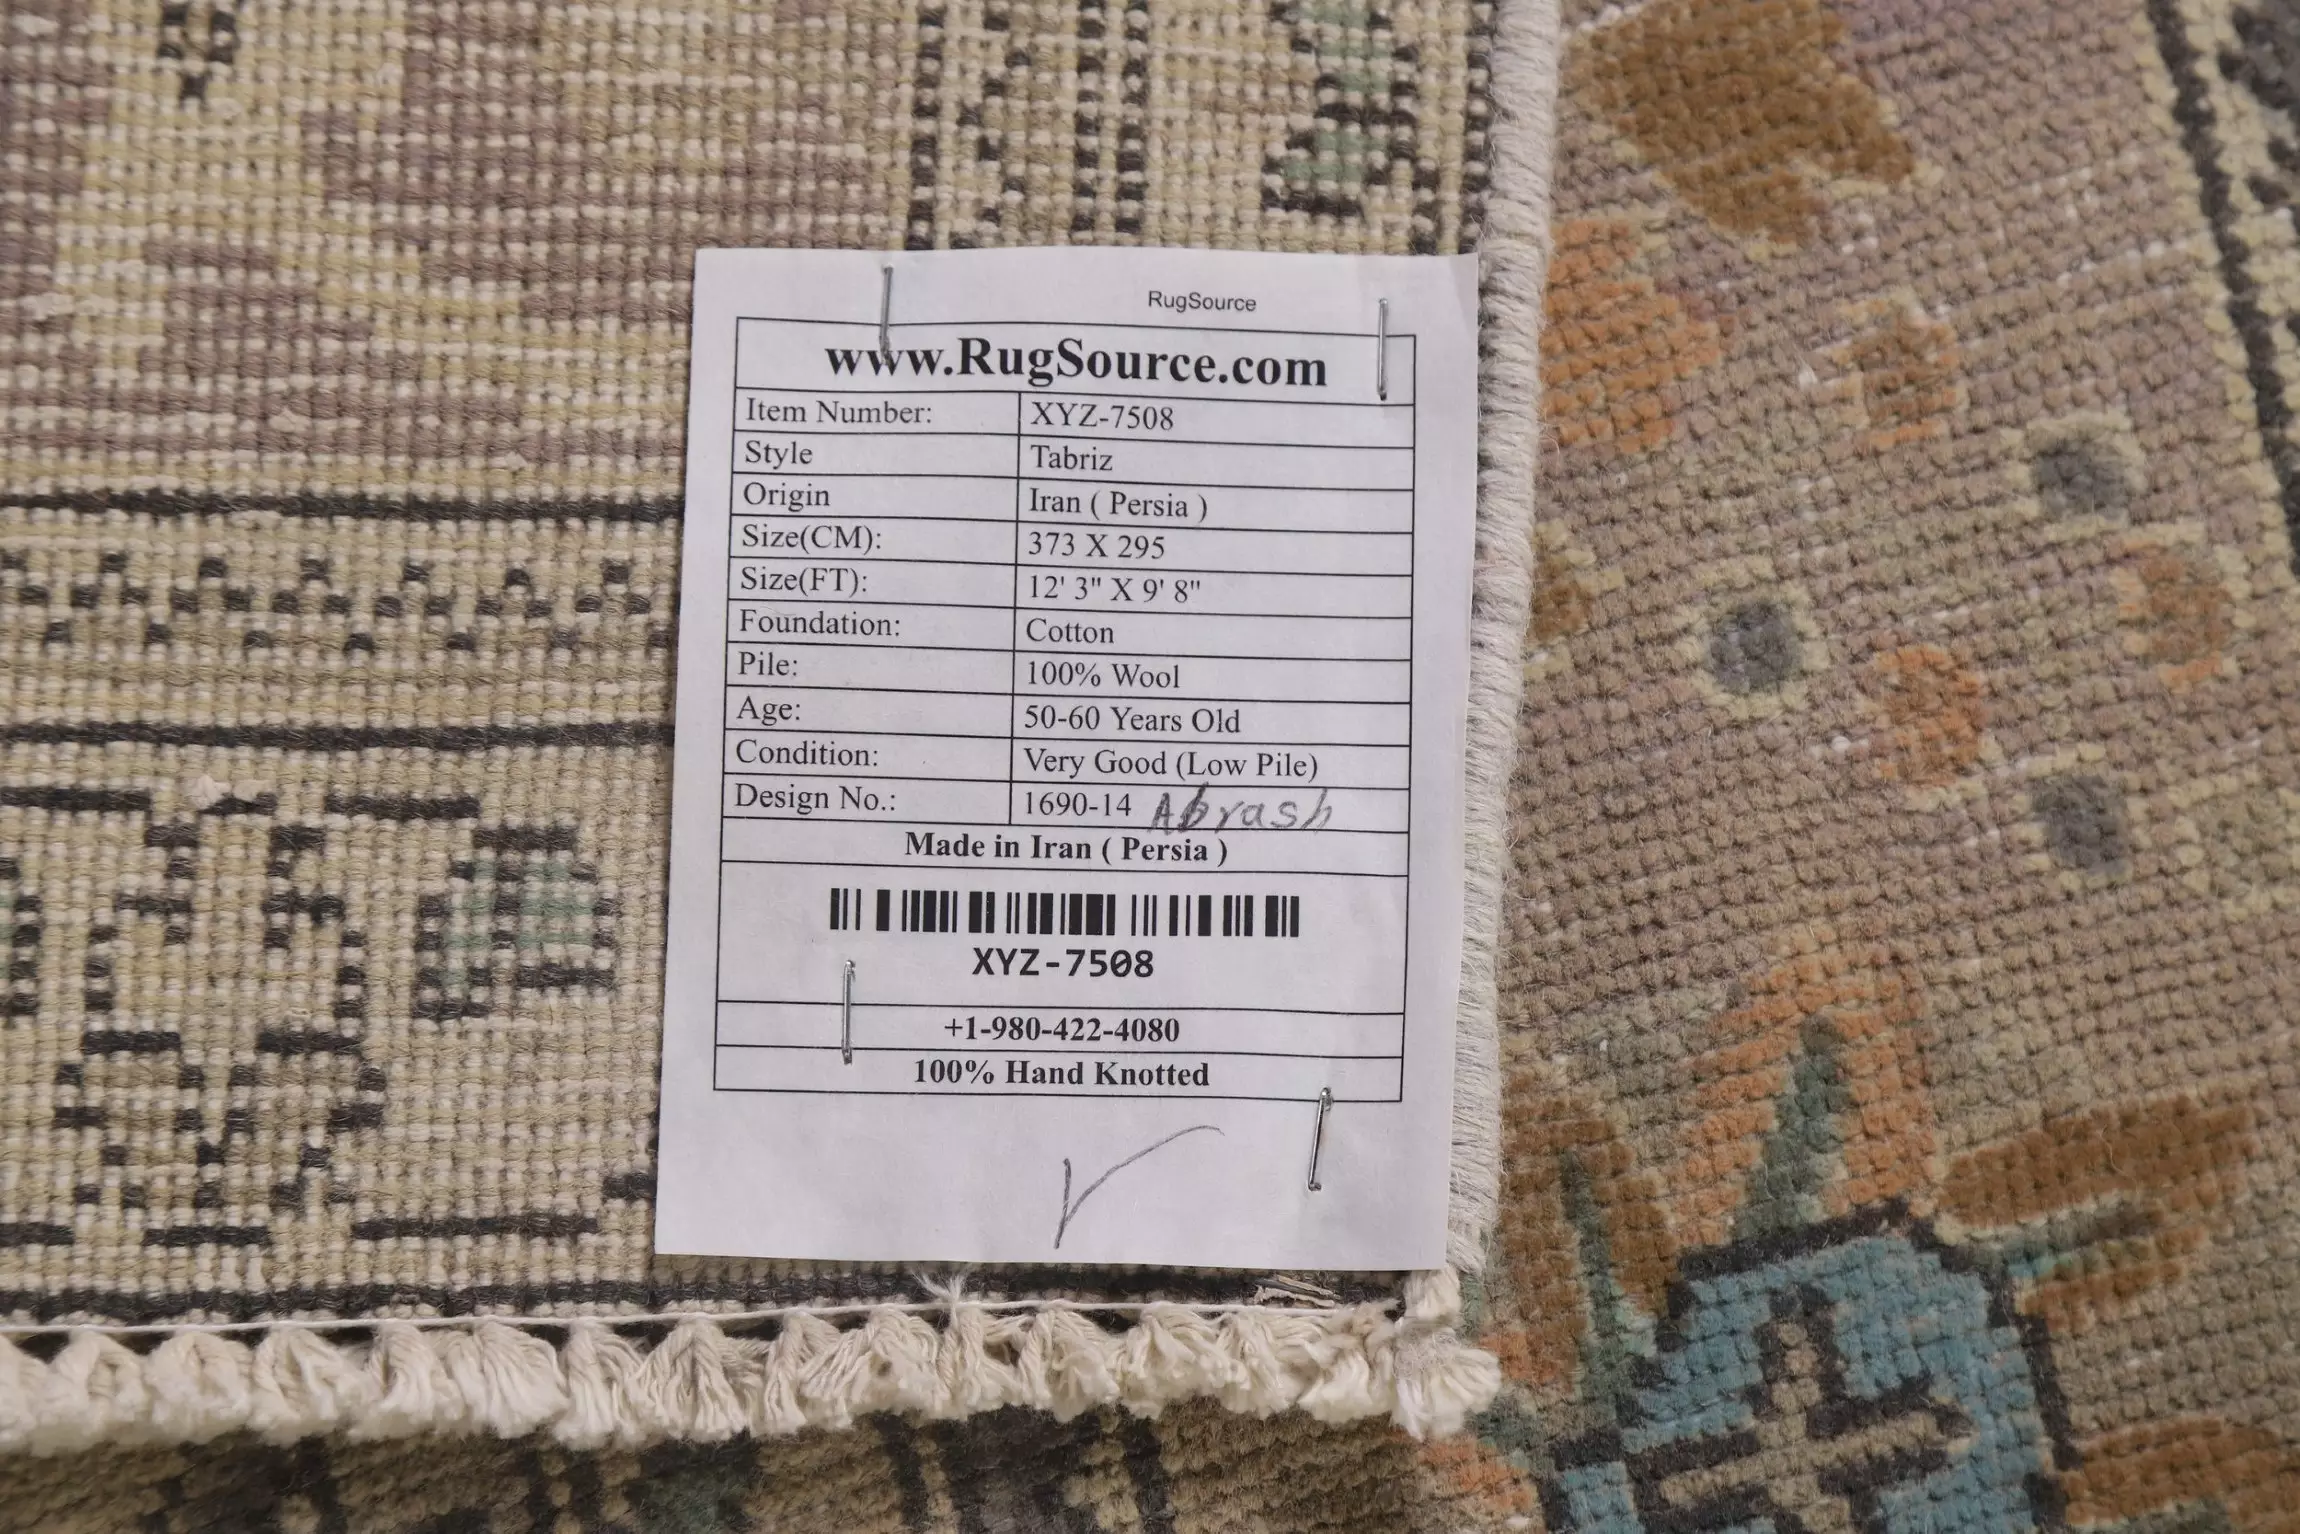 RugSource
www.RugSource.com
Item Number: XYZ-7508
Style Tabriz
Origin Iran ( Persia )
Size(CM): 373 X 295
Size(FT): 12' 3" X 9' 8"
Foundation: Cotton
Pile: 100% Wool
Age: 50-60 Years Old
Condition: Very Good (Low Pile)
Design No.: 1690-14 Abrash
Made in Iran ( Persia )
XYZ-7508
+1-980-422-4080
100% Hand Knotted